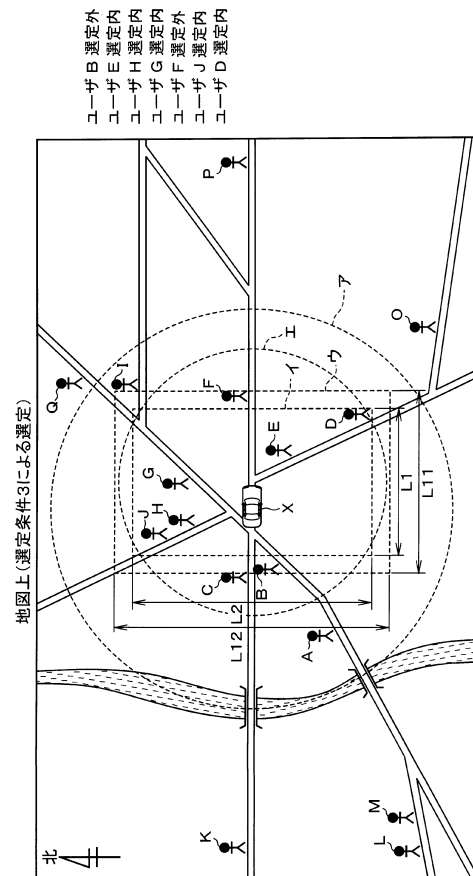 地図上(選定条件3による選定)
北
Q
I
P
G
J
H
F
C
E
B
X
D
A
O
K
M
L
ア
エ
イ
ウ
L1
L11
L2
L12
ユーザB 選定外
ユーザE 選定内
ユーザH 選定内
ユーザG 選定内
ユーザF 選定外
ユーザJ 選定内
ユーザD 選定内